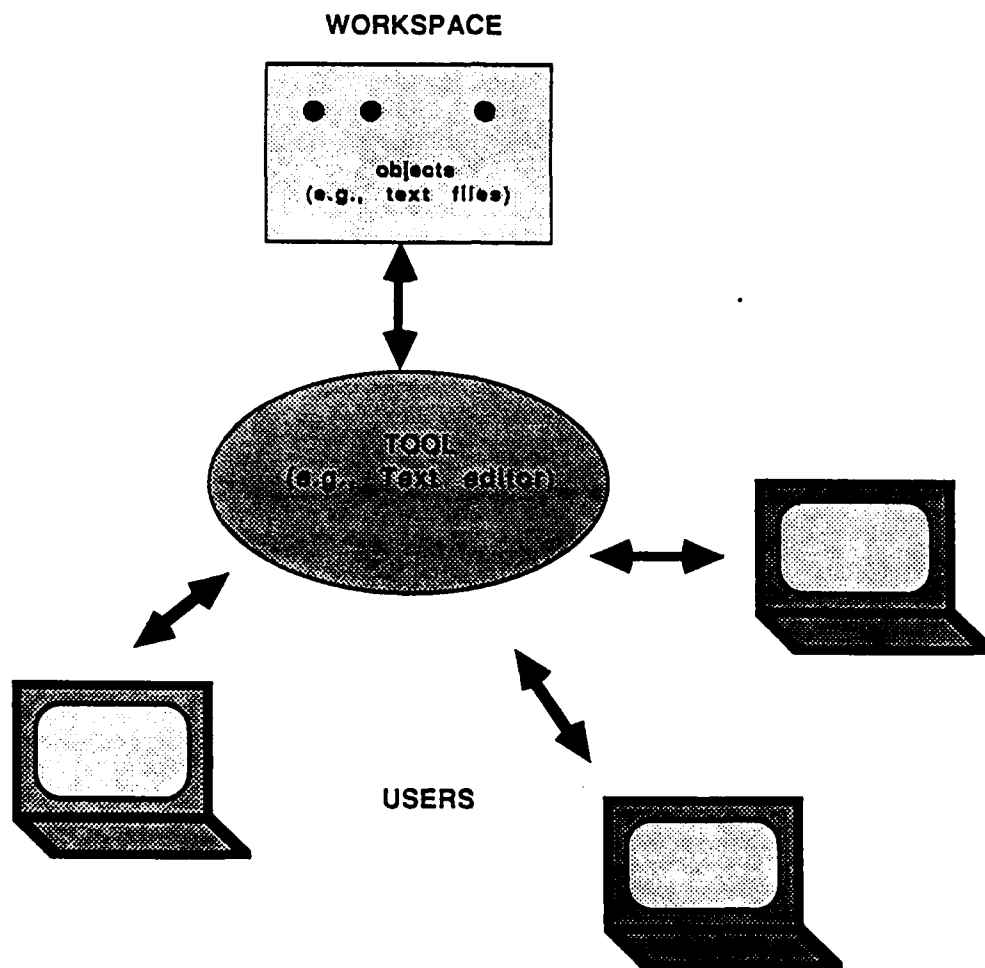 WORKSPACE
objects
(e.g., text files)
TOOL
(e.g., Text editor)
USERS